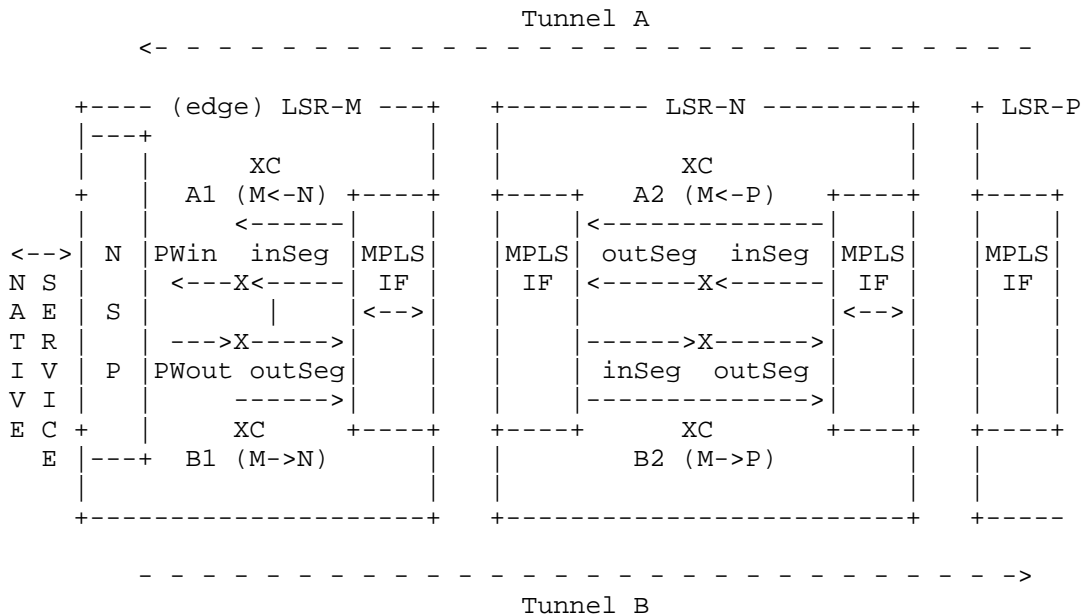 Tunnel A
        <- - - - - - - - - - - - - - - - - - - - - - - - - - - -

    +---- (edge) LSR-M ---+   +--------- LSR-N ---------+   + LSR-P
    |---+                 |   |                         |   |
    |   |      XC         |   |           XC            |   |
    +   |  A1 (M<-N) +----+   +----+   A2 (M<-P)   +----+   +----+
    |   |     <------|    |   |    |<--------------|    |   |    |
<-->| N |PWin  inSeg |MPLS|   |MPLS| outSeg  inSeg |MPLS|   |MPLS|
N S |   | <---X<-----| IF |   | IF |<------X<------| IF |   | IF |
A E | S |       |    |<-->|   |    |               |<-->|   |    |
T R |   | --->X----->|    |   |    |------>X------>|    |   |    |
I V | P |PWout outSeg|    |   |    | inSeg  outSeg |    |   |    |
V I |   |     ------>|    |   |    |-------------->|    |   |    |
E C +   |     XC     +----+   +----+      XC       +----+   +----+
  E |---+  B1 (M->N)      |   |        B2 (M->P)        |   |
    |                     |   |                         |   |
    +---------------------+   +-------------------------+   +-----

        - - - - - - - - - - - - - - - - - - - - - - - - - - - ->
                                Tunnel B